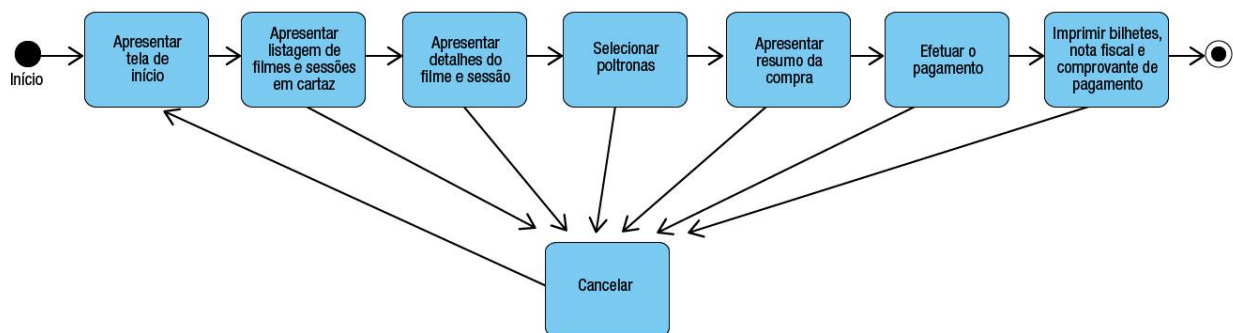 Início
Apresentar
tela de
início
Apresentar
listagem de
filmes e sessões
em cartaz
Apresentar
detalhes do
filme e sessão
Selecionar
poltronas
Apresentar
resumo da
compra
Efetuar o
pagamento
Imprimir bilhetes,
nota fiscal e
comprovante de
pagamento
Cancelar